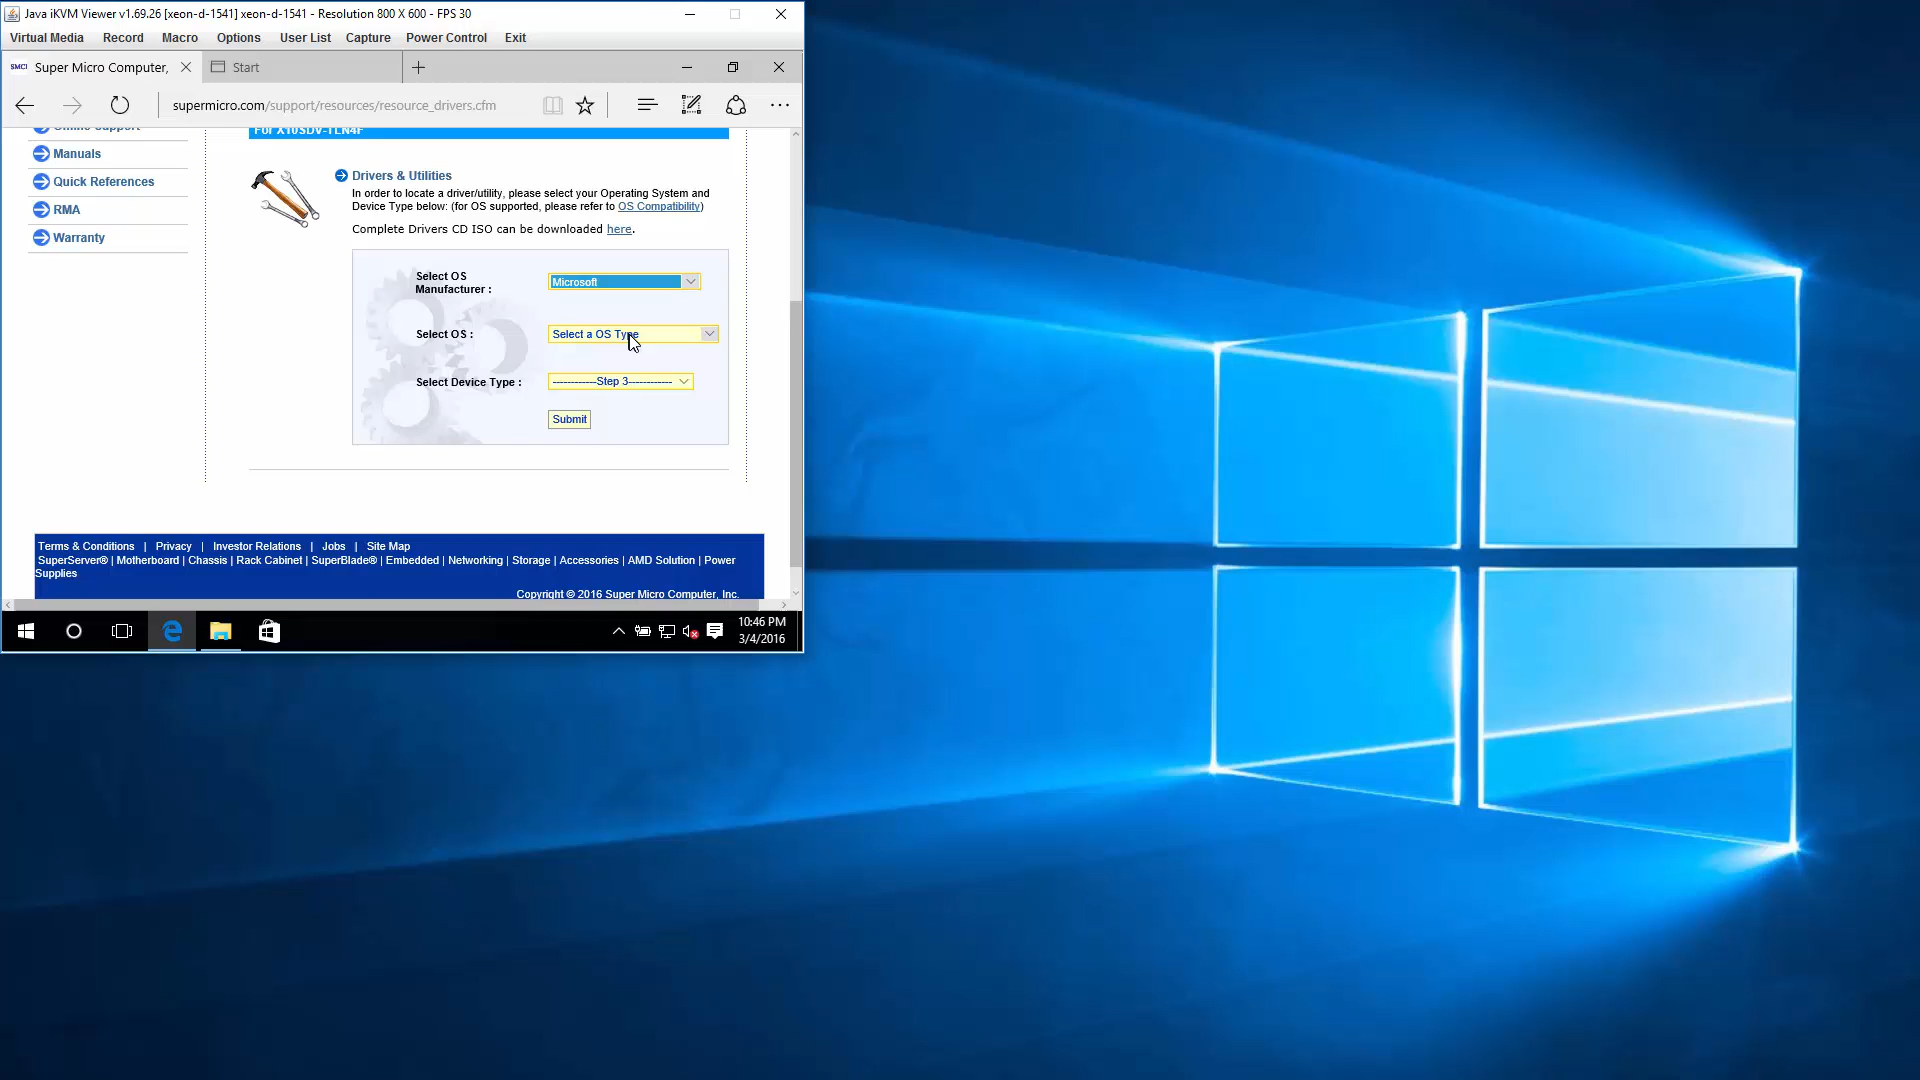 Java iKVM Viewer v1.69.26 [xeon-d-1541] xeon-d-1541 - Resolution 800 X 600 - FPS 30
Virtual Media Record Macro Options User List Capture Power Control Exit
SMCI Super Micro Computer, Start
supermicro.com/support/resources/resource_drivers.cfm
Online Support
Manuals
Quick References
RMA
Warranty
For X10SDV-TLN4F
Drivers & Utilities
In order to locate a driver/utility, please select your Operating System and
Device Type below: (for OS supported, please refer to OS Compatibility)
Complete Drivers CD ISO can be downloaded here.
Select OS
Manufacturer : Microsoft
Select OS : Select a OS Type
Select Device Type : ------------Step 3------------
Submit
Terms & Conditions | Privacy | Investor Relations | Jobs | Site Map
SuperServer® | Motherboard | Chassis | Rack Cabinet | SuperBlade® | Embedded | Networking | Storage | Accessories | AMD Solution | Power
Supplies
Copyright © 2016 Super Micro Computer, Inc.
10:46 PM
3/4/2016